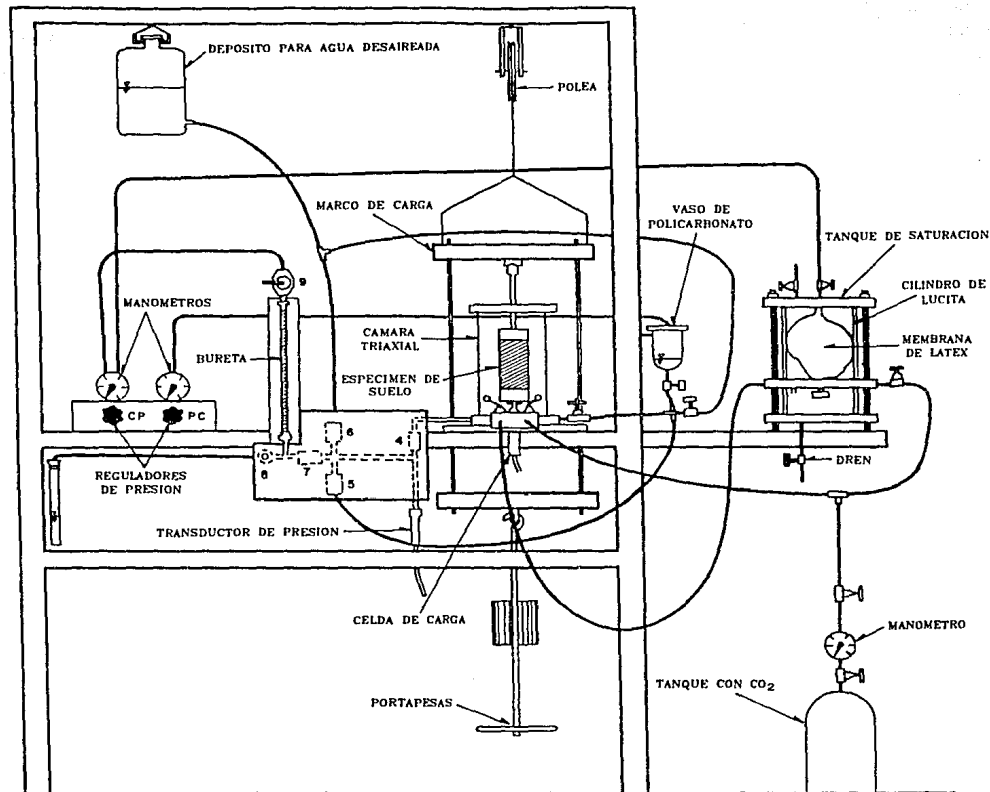 DEPOSITO PARA AGUA DESAIREADA
POLEA
MARCO DE CARGA
VASO DE
POLICARBONATO
TANQUE DE SATURACION
CILINDRO DE
LUCITA
MEMBRANA
DE LATEX
9
MANOMETROS
BURETA
CAMARA
TRIAXIAL
ESPECIMEN DE
SUELO
CP
PC
REGULADORES
DE PRESION
6
4
8
7
5
TRANSDUCTOR DE PRESION
DREN
CELDA DE CARGA
MANOMETRO
PORTAPESAS
TANQUE CON CO₂